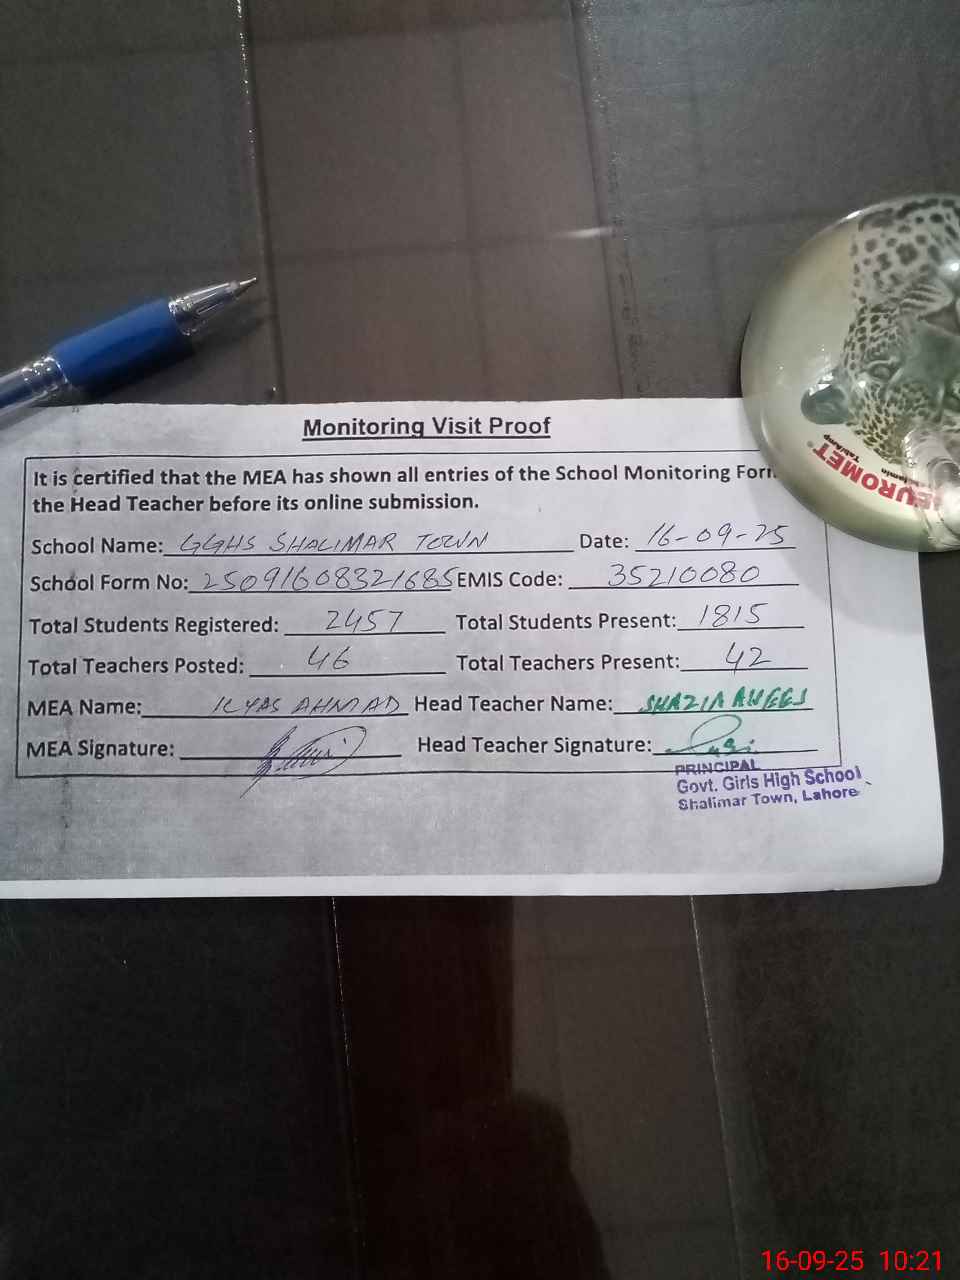 Monitoring Visit Proof
It is certified that the MEA has shown all entries of the School Monitoring Form
the Head Teacher before its online submission.
School Name: GGHS SHALIMAR TOWN Date: 16-09-25
School Form No: 25091608321685 EMIS Code: 35210080
Total Students Registered: 2457 Total Students Present: 1815
Total Teachers Posted: 46 Total Teachers Present: 42
MEA Name: ILYAS AHMAD Head Teacher Name: SHAZIA ANEES
MEA Signature: Head Teacher Signature:
PRINCIPAL
Govt. Girls High School
Shalimar Town, Lahore
EUROMET
16-09-25 10:21